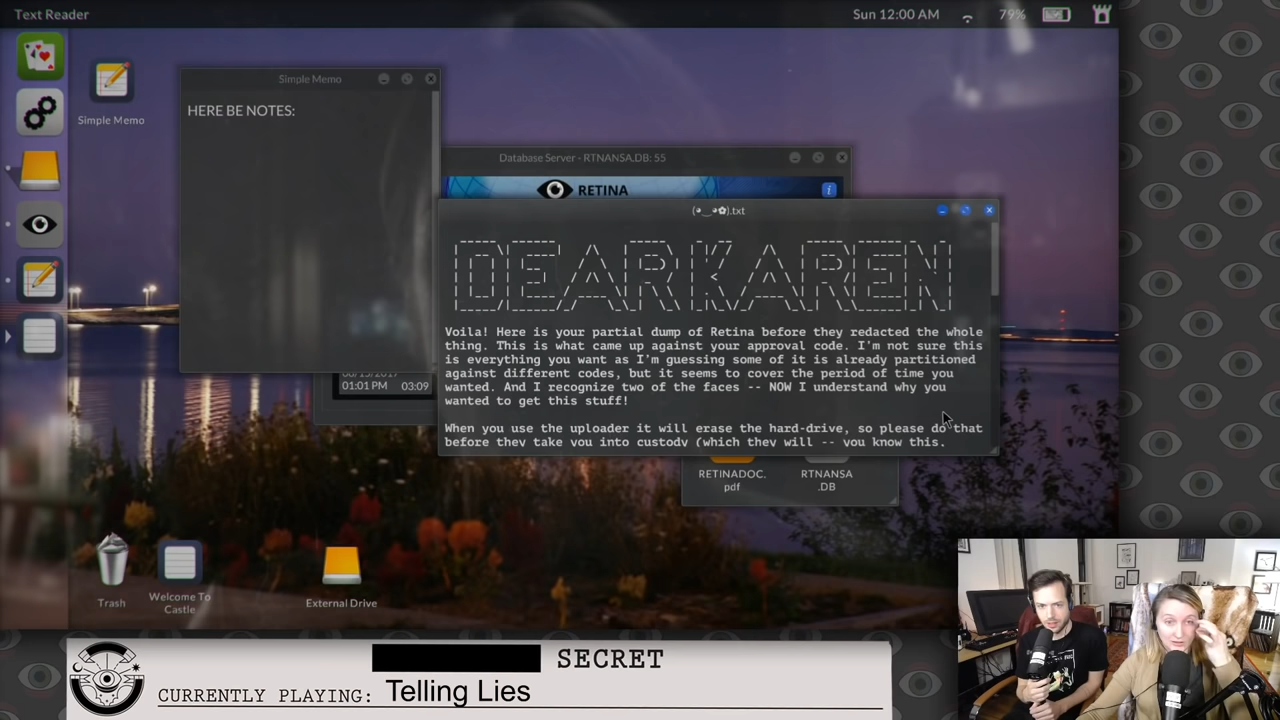 Text Reader
Sun 12:00 AM
79%
Simple Memo
Simple Memo
HERE BE NOTES:
Database Server - RTNANSA.DB: 55
RETINA
i
(◕‿◕✿).txt
DEARKAREN
Voila! Here is your partial dump of Retina before they redacted the whole
thing. This is what came up against your approval code. I'm not sure this
is everything you want as I'm guessing some of it is already partitioned
against different codes, but it seems to cover the period of time you
wanted. And I recognize two of the faces -- NOW I understand why you
wanted to get this stuff!
When you use the uploader it will erase the hard-drive, so please do that
before they take you into custody (which they will -- you know this.
01:01 PM
03:09
RETINADOC.
pdf
RTNANSA
.DB
Trash
Welcome To
Castle
External Drive
SECRET
CURRENTLY PLAYING: Telling Lies